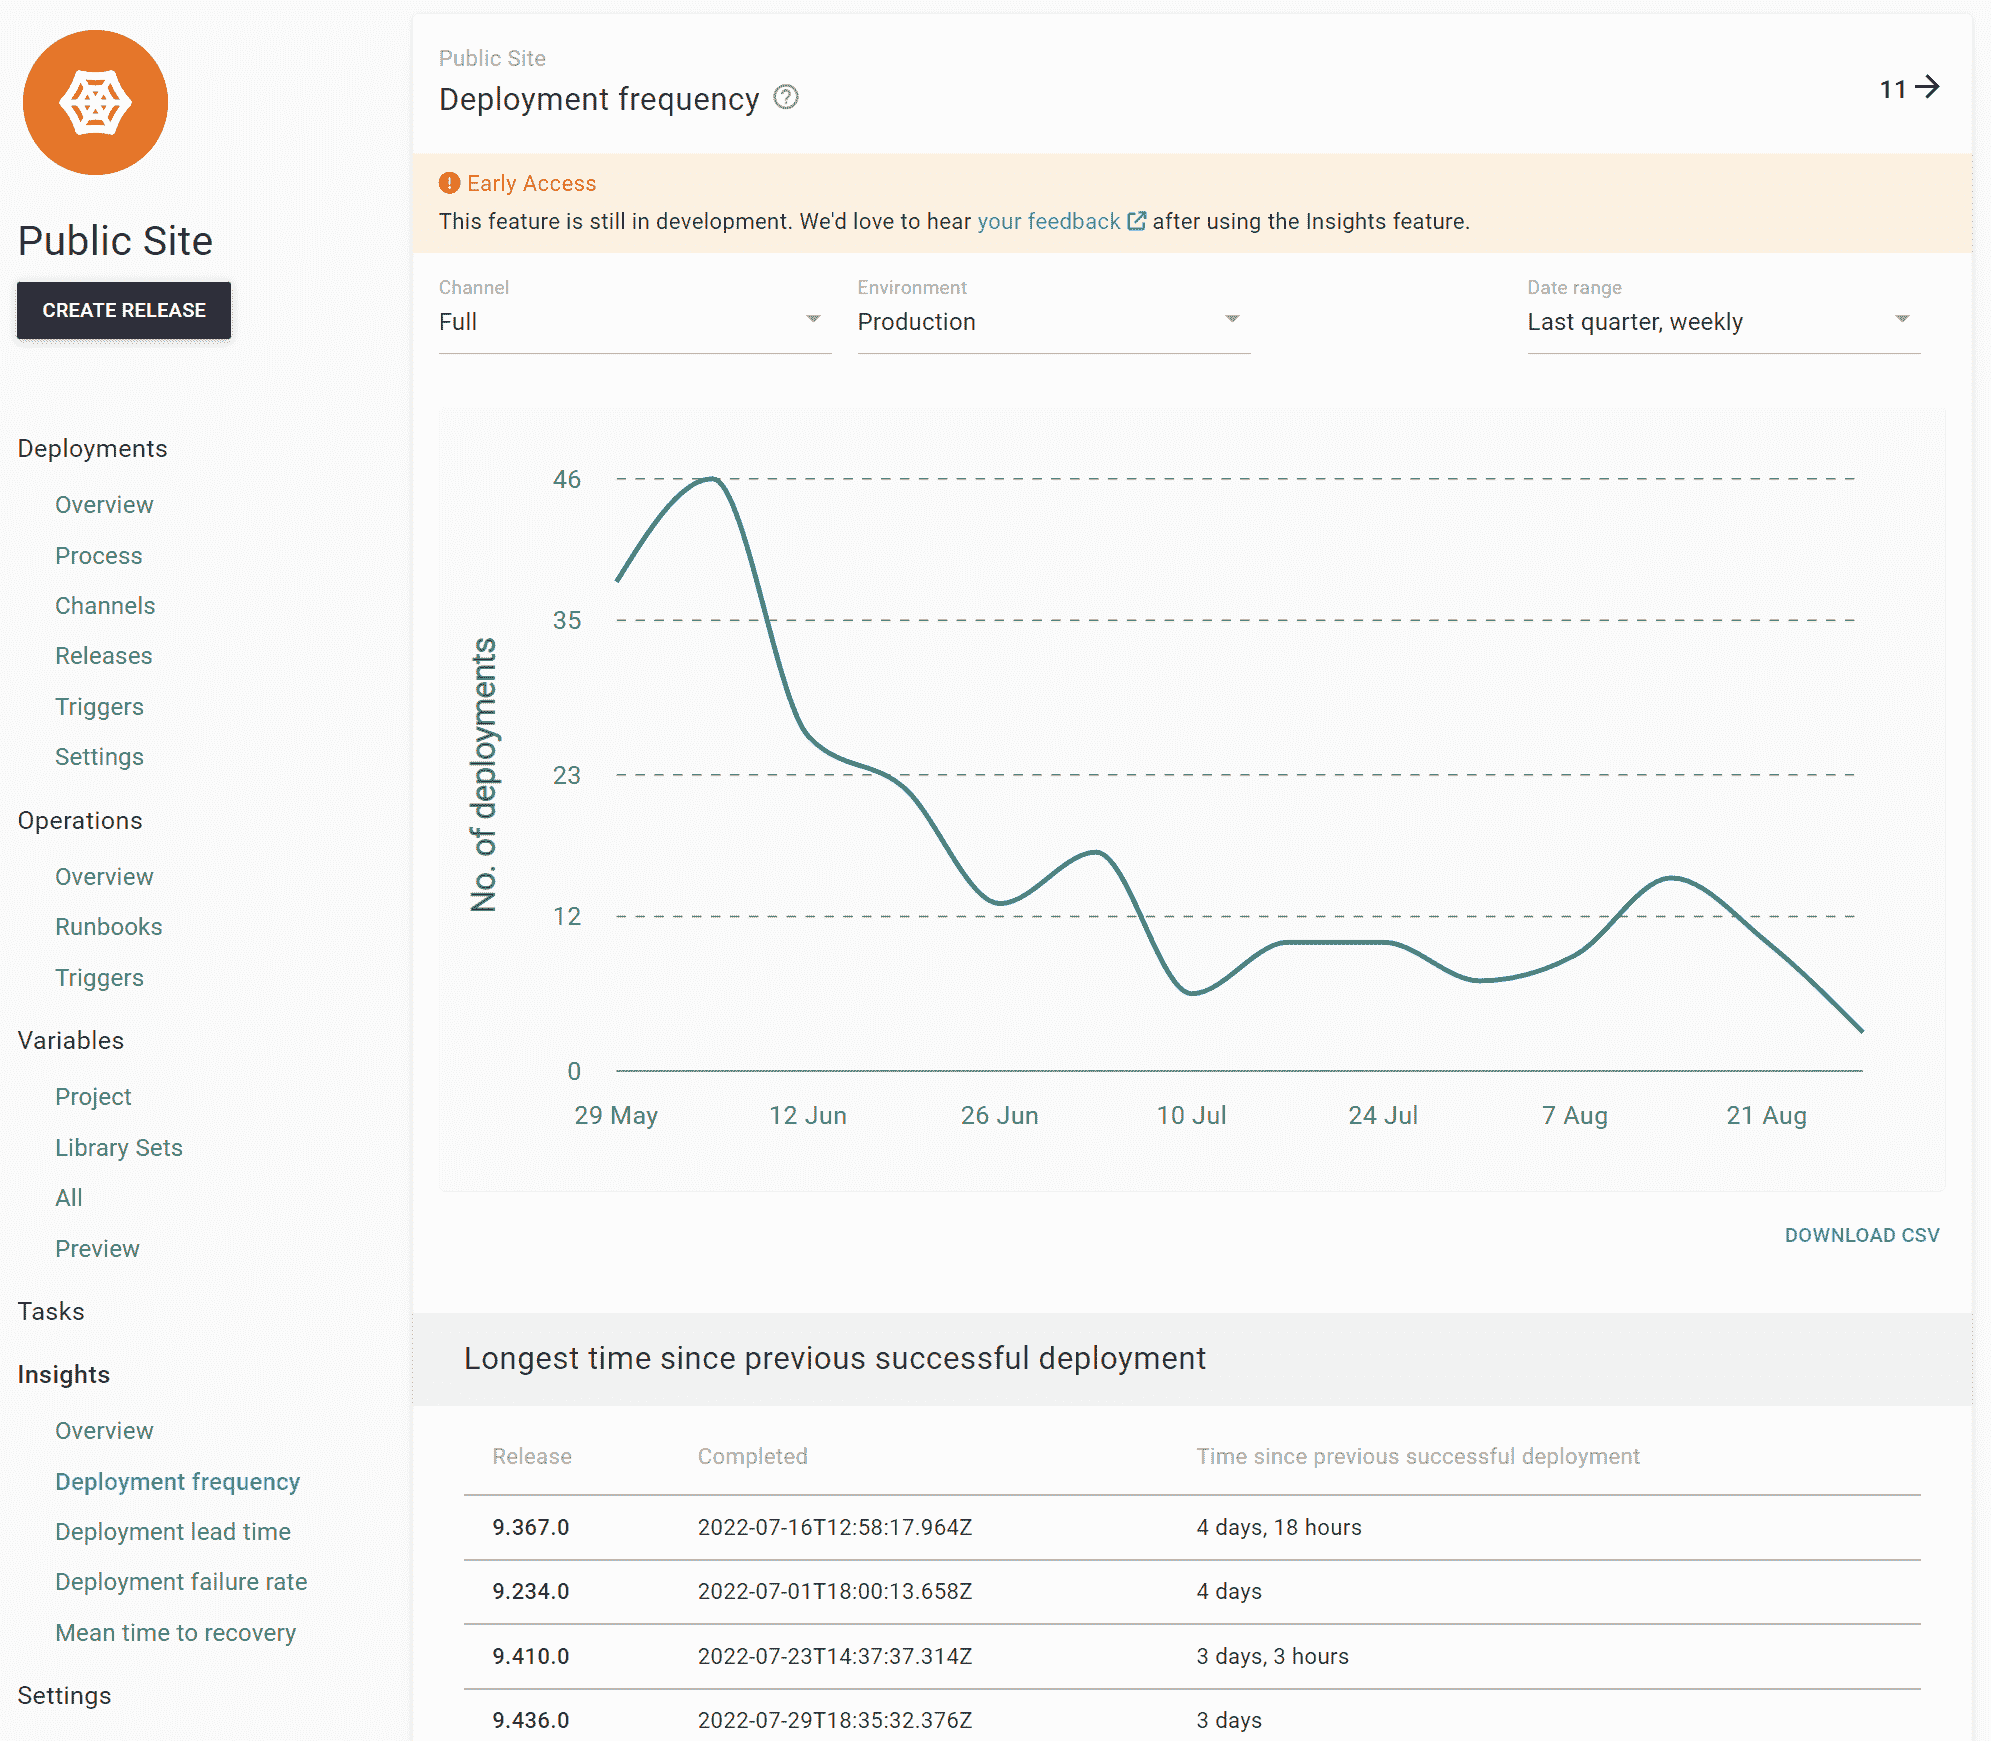 Public Site
CREATE RELEASE
Deployments
Overview
Process
Channels
Releases
Triggers
Settings
Operations
Overview
Runbooks
Triggers
Variables
Project
Library Sets
All
Preview
Tasks
Insights
Overview
Deployment frequency
Deployment lead time
Deployment failure rate
Mean time to recovery
Settings
Public Site
Deployment frequency
11
Early Access
This feature is still in development. We'd love to hear your feedback after using the Insights feature.
Channel
Full
Environment
Production
Date range
Last quarter, weekly
No. of deployments
46
35
23
12
0
29 May 12 Jun 26 Jun 10 Jul 24 Jul 7 Aug 21 Aug
DOWNLOAD CSV
Longest time since previous successful deployment
Release Completed Time since previous successful deployment
9.367.0 2022-07-16T12:58:17.964Z 4 days, 18 hours
9.234.0 2022-07-01T18:00:13.658Z 4 days
9.410.0 2022-07-23T14:37:37.314Z 3 days, 3 hours
9.436.0 2022-07-29T18:35:32.376Z 3 days